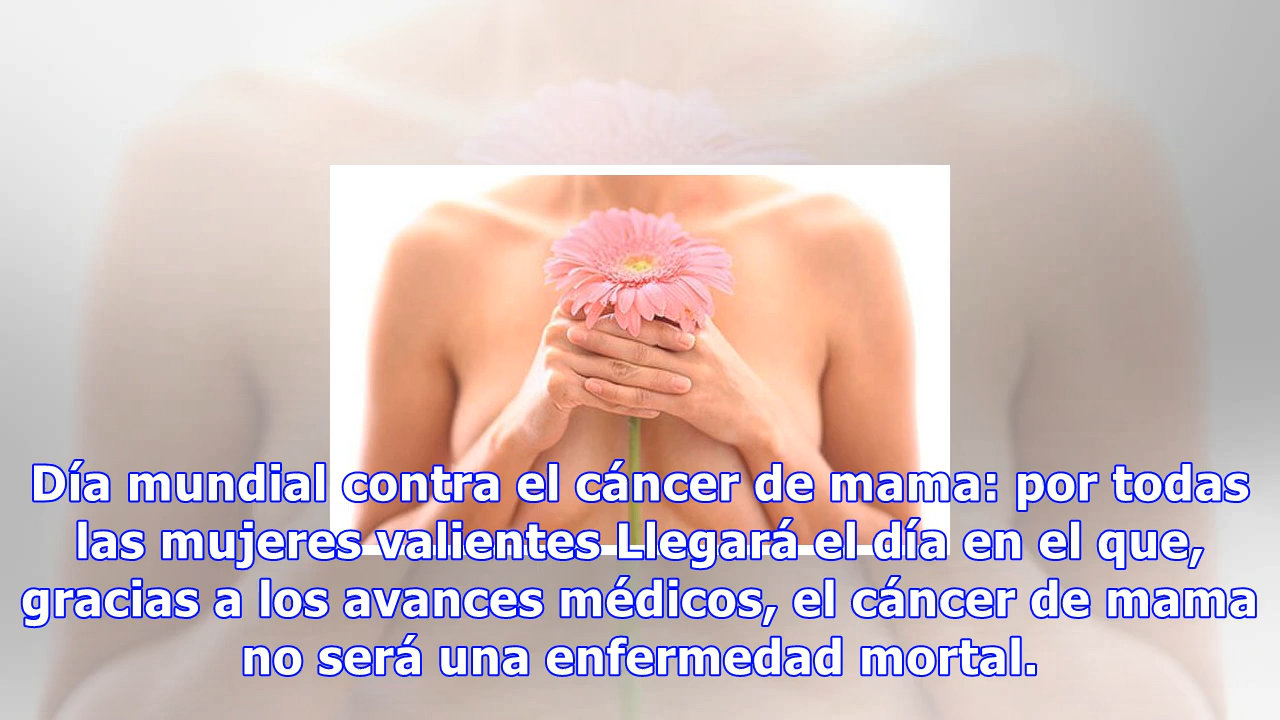 Día mundial contra el cáncer de mama: por todas
las mujeres valientes Llegará el día en el que,
gracias a los avances médicos, el cáncer de mama
no será una enfermedad mortal.